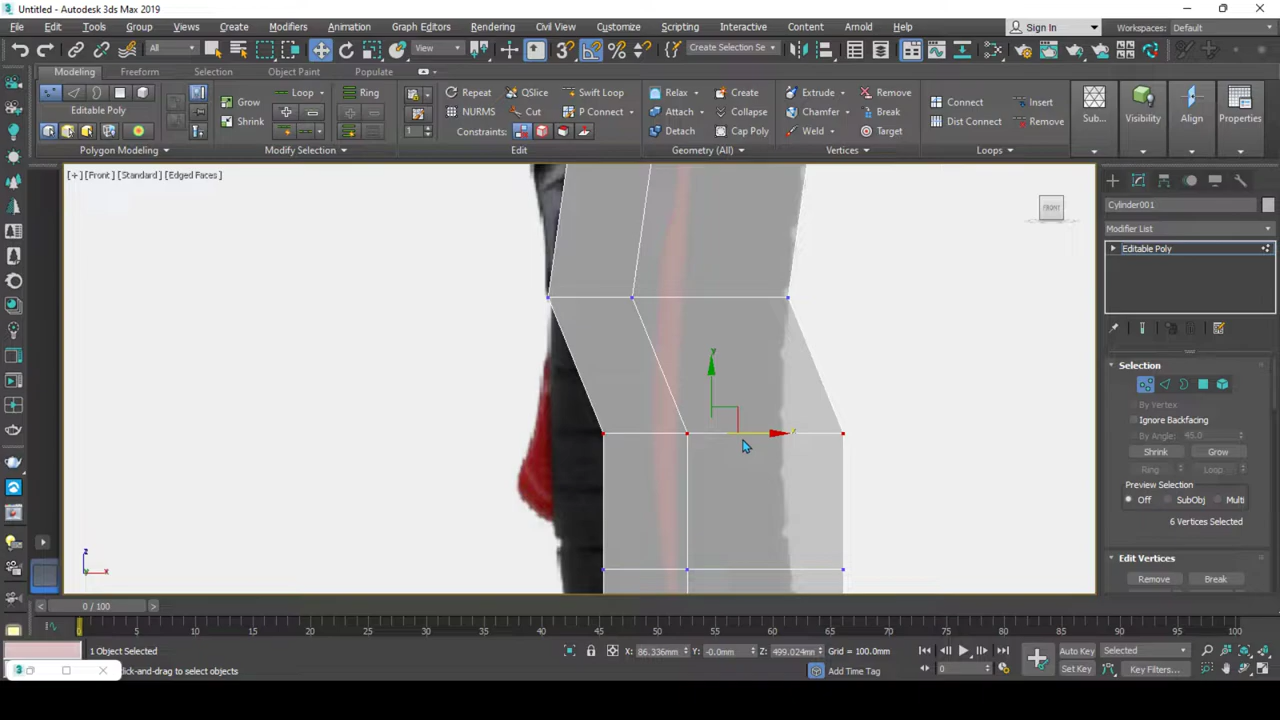 Untitled - Autodesk 3ds Max 2019
File Edit Tools Group Views Create Modifiers Animation Graph Editors Rendering Civil View Customize Scripting Interactive Content Arnold Help Sign In Workspaces: Default
All View Create Selection Se
Modeling Freeform Selection Object Paint Populate
Grow Loop Ring Repeat QSlice Swift Loop Relax Create Extrude Remove Connect Insert
Editable Poly Shrink NURMS Cut P Connect Attach Collapse Chamfer Break Dist Connect Remove Sub... Visibility Align Properties
1 Constraints: Detach Cap Poly Weld Target
Polygon Modeling Modify Selection Edit Geometry (All) Vertices Loops
[+] [Front] [Standard] [Edged Faces]
FRONT
Cylinder001
Modifier List
Editable Poly
Selection
By Vertex
Ignore Backfacing
By Angle: 45.0
Shrink Grow
Ring Loop
Preview Selection
Off SubObj Multi
6 Vertices Selected
Edit Vertices
Remove Break
y
x
z
x
y
0 / 100
0 5 10 15 20 25 30 35 40 45 50 55 60 65 70 75 80 85 90 95 100
1 Object Selected X: 86.336mm Y: -0.0mm Z: 499.024mm Grid = 100.0mm Auto Key Selected
click-and-drag to select objects Add Time Tag 0 Set Key Key Filters...